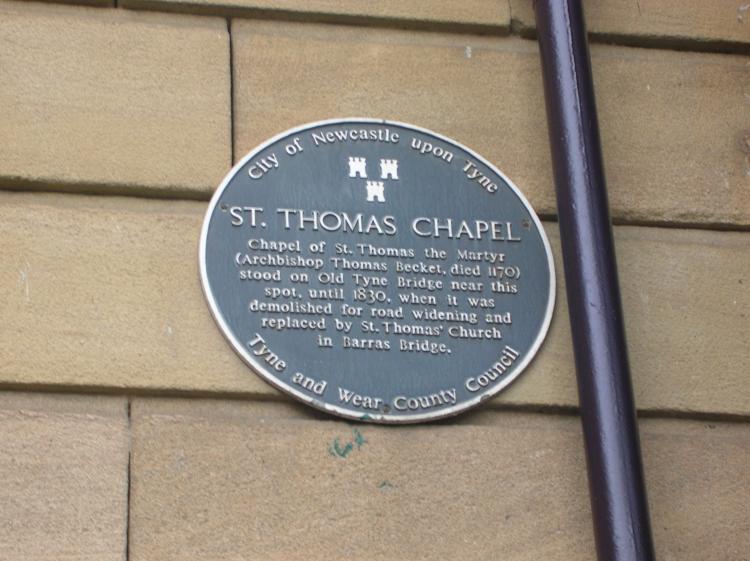 City of Newcastle upon Tyne
ST. THOMAS CHAPEL
Chapel of St. Thomas the Martyr
(Archbishop Thomas Becket, died 1170)
stood on Old Tyne Bridge near this
spot, until 1830, when it was
demolished for road widening and
replaced by St. Thomas' Church
in Barras Bridge.
Tyne and Wear County Council